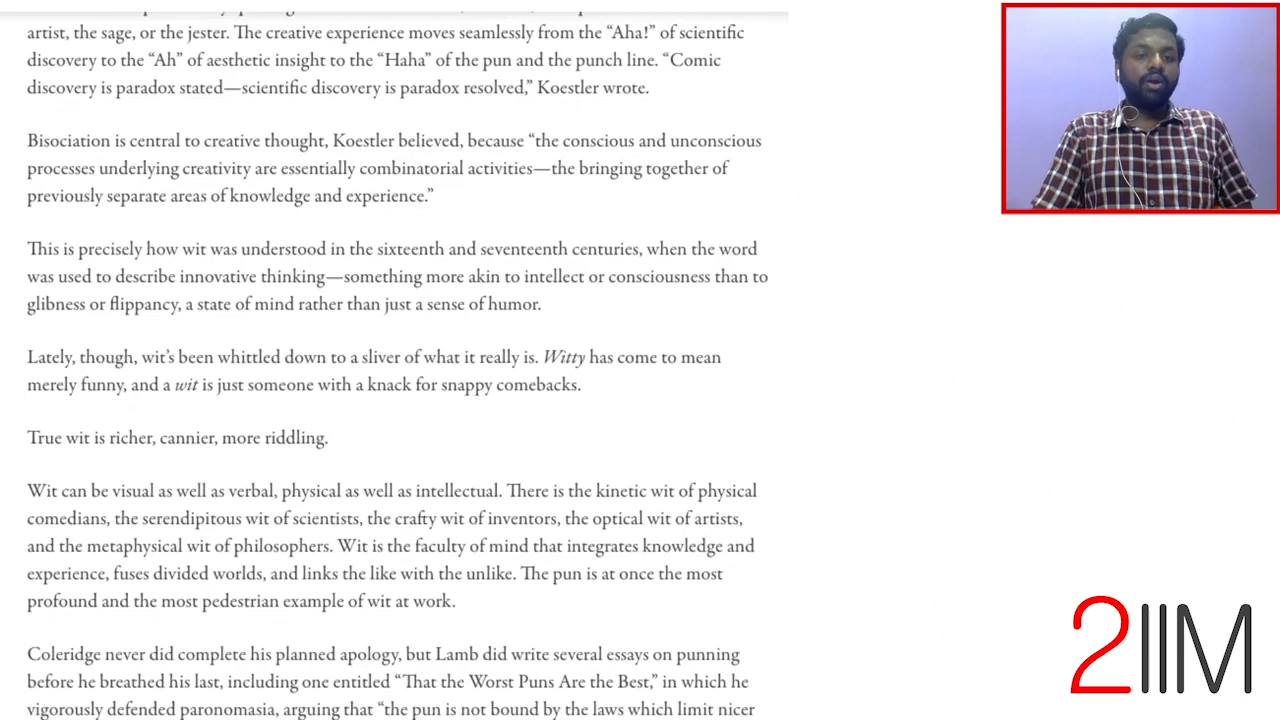 artist, the sage, or the jester. The creative experience moves seamlessly from the “Aha!” of scientific
discovery to the “Ah” of aesthetic insight to the “Haha” of the pun and the punch line. “Comic
discovery is paradox stated—scientific discovery is paradox resolved,” Koestler wrote.
Bisociation is central to creative thought, Koestler believed, because “the conscious and unconscious
processes underlying creativity are essentially combinatorial activities—the bringing together of
previously separate areas of knowledge and experience.”
This is precisely how wit was understood in the sixteenth and seventeenth centuries, when the word
was used to describe innovative thinking—something more akin to intellect or consciousness than to
glibness or flippancy, a state of mind rather than just a sense of humor.
Lately, though, wit’s been whittled down to a sliver of what it really is. Witty has come to mean
merely funny, and a wit is just someone with a knack for snappy comebacks.
True wit is richer, cannier, more riddling.
Wit can be visual as well as verbal, physical as well as intellectual. There is the kinetic wit of physical
comedians, the serendipitous wit of scientists, the crafty wit of inventors, the optical wit of artists,
and the metaphysical wit of philosophers. Wit is the faculty of mind that integrates knowledge and
experience, fuses divided worlds, and links the like with the unlike. The pun is at once the most
profound and the most pedestrian example of wit at work.
Coleridge never did complete his planned apology, but Lamb did write several essays on punning
before he breathed his last, including one entitled “That the Worst Puns Are the Best,” in which he
vigorously defended paronomasia, arguing that “the pun is not bound by the laws which limit nicer
2IIM